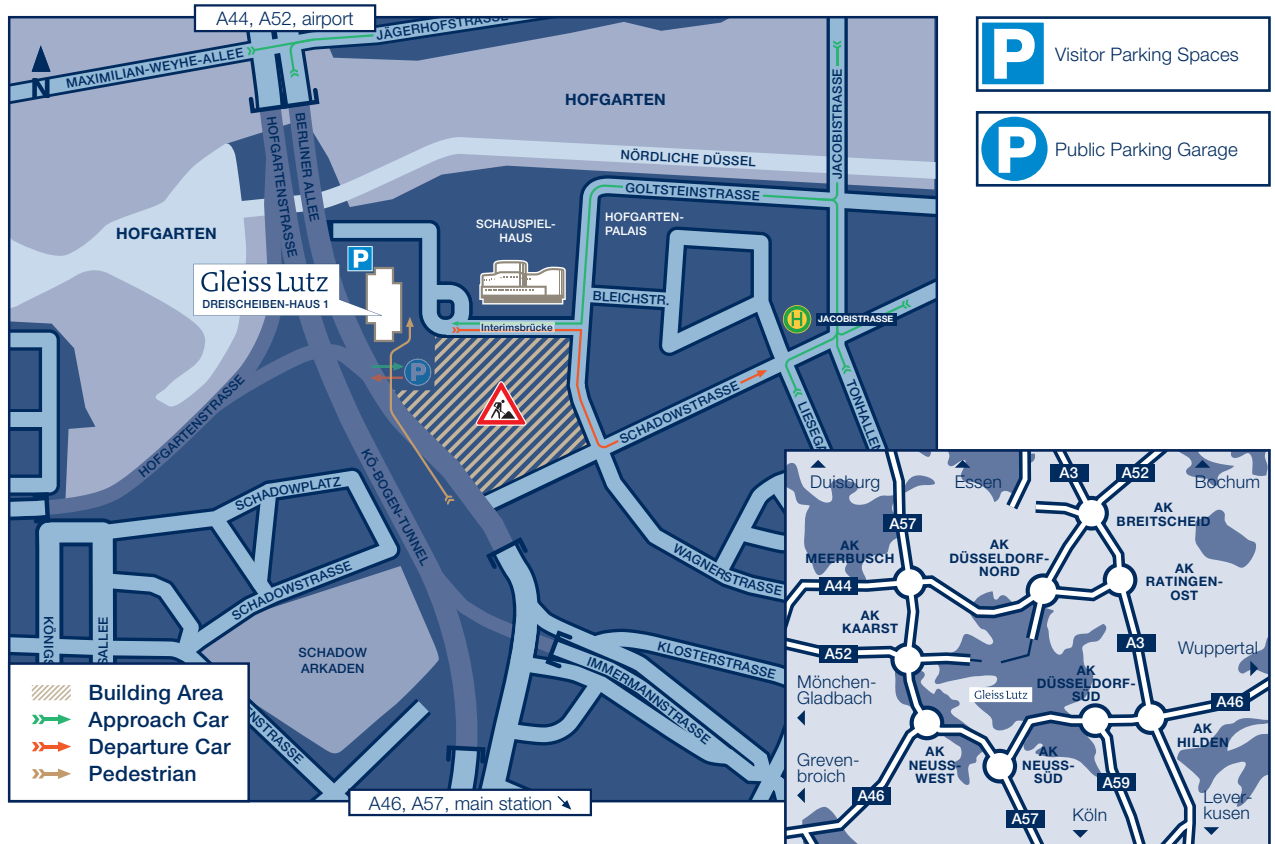 A44, A52, airport
JÄGERHOFSTRASSE
MAXIMILIAN-WEYHE-ALLEE
N
HOFGARTEN
HOFGARTENSTRASSE
BERLINER ALLEE
JACOBISTRASSE
NÖRDLICHE DÜSSEL
GOLTSTEINSTRASSE
HOFGARTEN
SCHAUSPIEL-
HAUS
HOFGARTEN-
PALAIS
P
Gleiss Lutz
DREISCHEIBEN-HAUS 1
BLEICHSTR.
Interimsbrücke
H
JACOBISTRASSE
P
HOFGARTENSTRASSE
SCHADOWSTRASSE
LIESEGA
TONHALLEN
KÖ-BOGEN-TUNNEL
SCHADOWPLATZ
SCHADOWSTRASSE
WAGNERSTRASSE
KÖNIGS
SALLEE
SCHADOW
ARKADEN
KLOSTERSTRASSE
IMMERMANNSTRASSE
NSTRASSE
Building Area
Approach Car
Departure Car
Pedestrian
A46, A57, main station
P Visitor Parking Spaces
P Public Parking Garage
Duisburg
Essen
A3
A52
Bochum
A57
AK
BREITSCHEID
AK
MEERBUSCH
AK
DÜSSELDORF-
NORD
AK
RATINGEN-
OST
A44
AK
KAARST
A52
A3
Wuppertal
Mönchen-
Gladbach
Gleiss Lutz
AK
DÜSSELDORF-
SÜD
A46
AK
HILDEN
AK
NEUSS-
WEST
AK
NEUSS-
SÜD
Greven-
broich
A46
A59
A57
Köln
Lever-
kusen